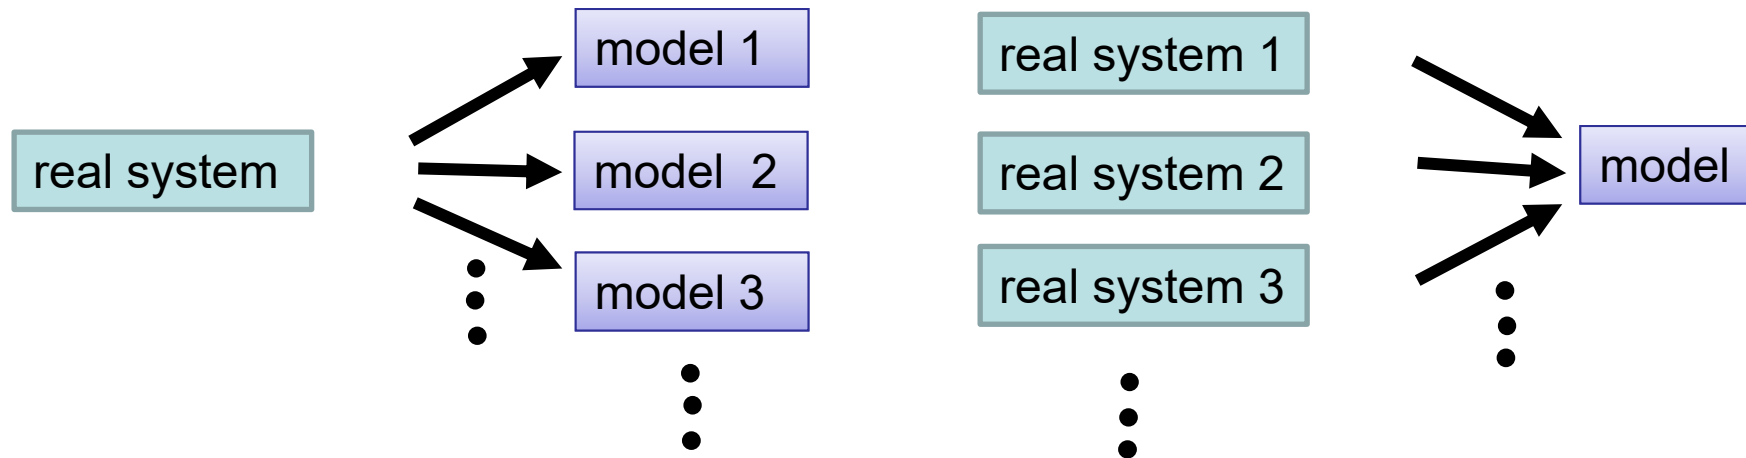 real system
model 1
model  2
model 3
real system 1
real system 2
real system 3
model